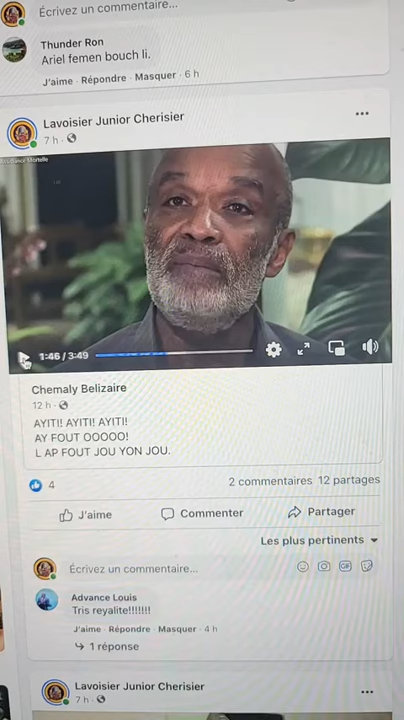 Écrivez un commentaire...
Thunder Ron
Ariel femen bouch li.
J'aime · Répondre · Masquer · 6 h
Lavoisier Junior Cherisier
7 h ·
Assistance Mortelle
1:46 / 3:49
Chemaly Belizaire
12 h ·
AYITI! AYITI! AYITI!
AY FOUT OOOOO!
L AP FOUT JOU YON JOU.
4
2 commentaires 12 partages
J'aime
Commenter
Partager
Les plus pertinents
Écrivez un commentaire...
GIF
Advance Louis
Tris reyalite!!!!!!!
J'aime · Répondre · Masquer · 4 h
1 réponse
Lavoisier Junior Cherisier
7 h ·